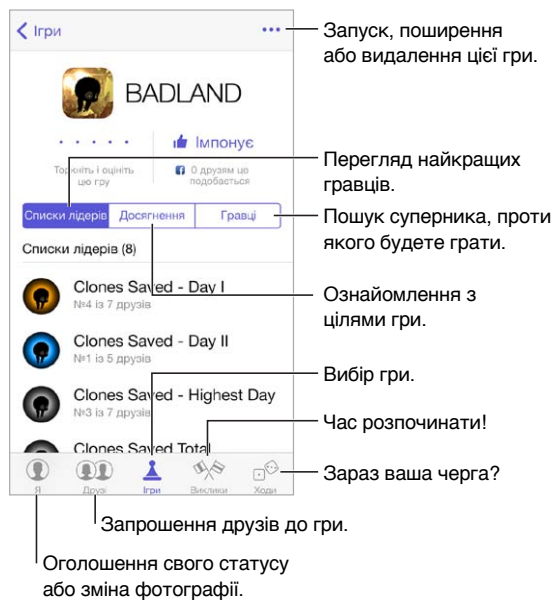 Ігри
BADLAND
Імпонує
Торкніть і оцініть
цю гру
0 друзям це
подобається
Списки лідерів
Досягнення
Гравці
Списки лідерів (8)
Clones Saved - Day I
№4 із 7 друзів
Clones Saved - Day II
№1 із 5 друзів
Clones Saved - Highest Day
№3 із 7 друзів
Clones Saved Total
Я
Друзі
Ігри
Виклики
Ходи
Запуск, поширення
або видалення цієї гри.
Перегляд найкращих
гравців.
Пошук суперника, проти
якого будете грати.
Ознайомлення з
цілями гри.
Вибір гри.
Час розпочинати!
Зараз ваша черга?
Запрошення друзів до гри.
Оголошення свого статусу
або зміна фотографії.